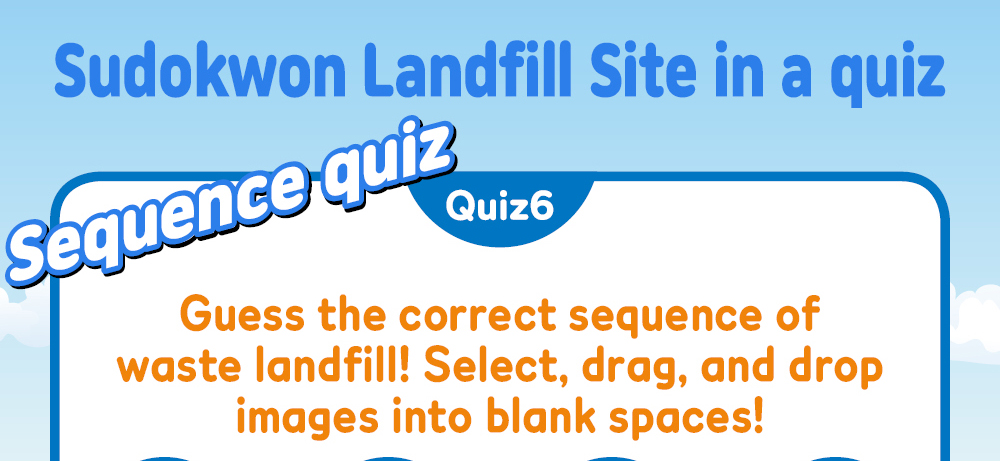 Sudokwon Landfill Site in a quiz
Sequence quiz
Quiz6
Guess the correct sequence of
waste landfill! Select, drag, and drop
images into blank spaces!